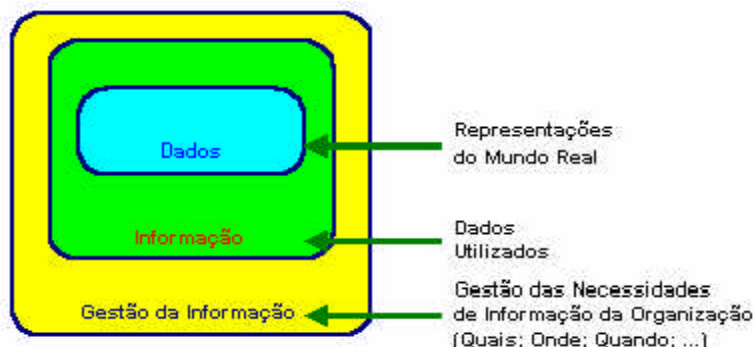 Dados
Representações
do Mundo Real
Informação
Dados
Utilizados
Gestão da Informação
Gestão das Necessidades
de Informação da Organização
(Quais; Onde; Quando; ...)